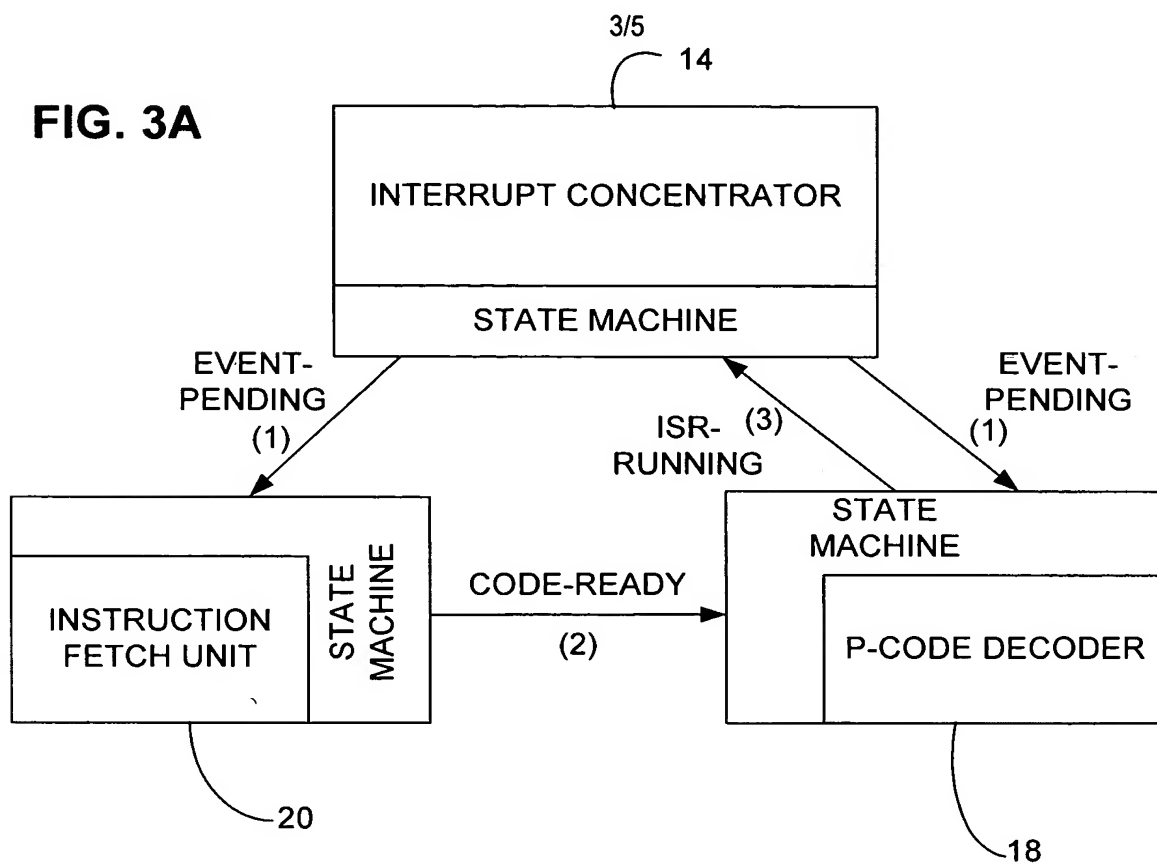 3/5
14
FIG. 3A
INTERRUPT CONCENTRATOR
STATE MACHINE
EVENT-
PENDING
(1)
ISR-
RUNNING
(3)
EVENT-
PENDING
(1)
STATE
MACHINE
INSTRUCTION
FETCH UNIT
CODE-READY
(2)
STATE
MACHINE
P-CODE DECODER
20
18